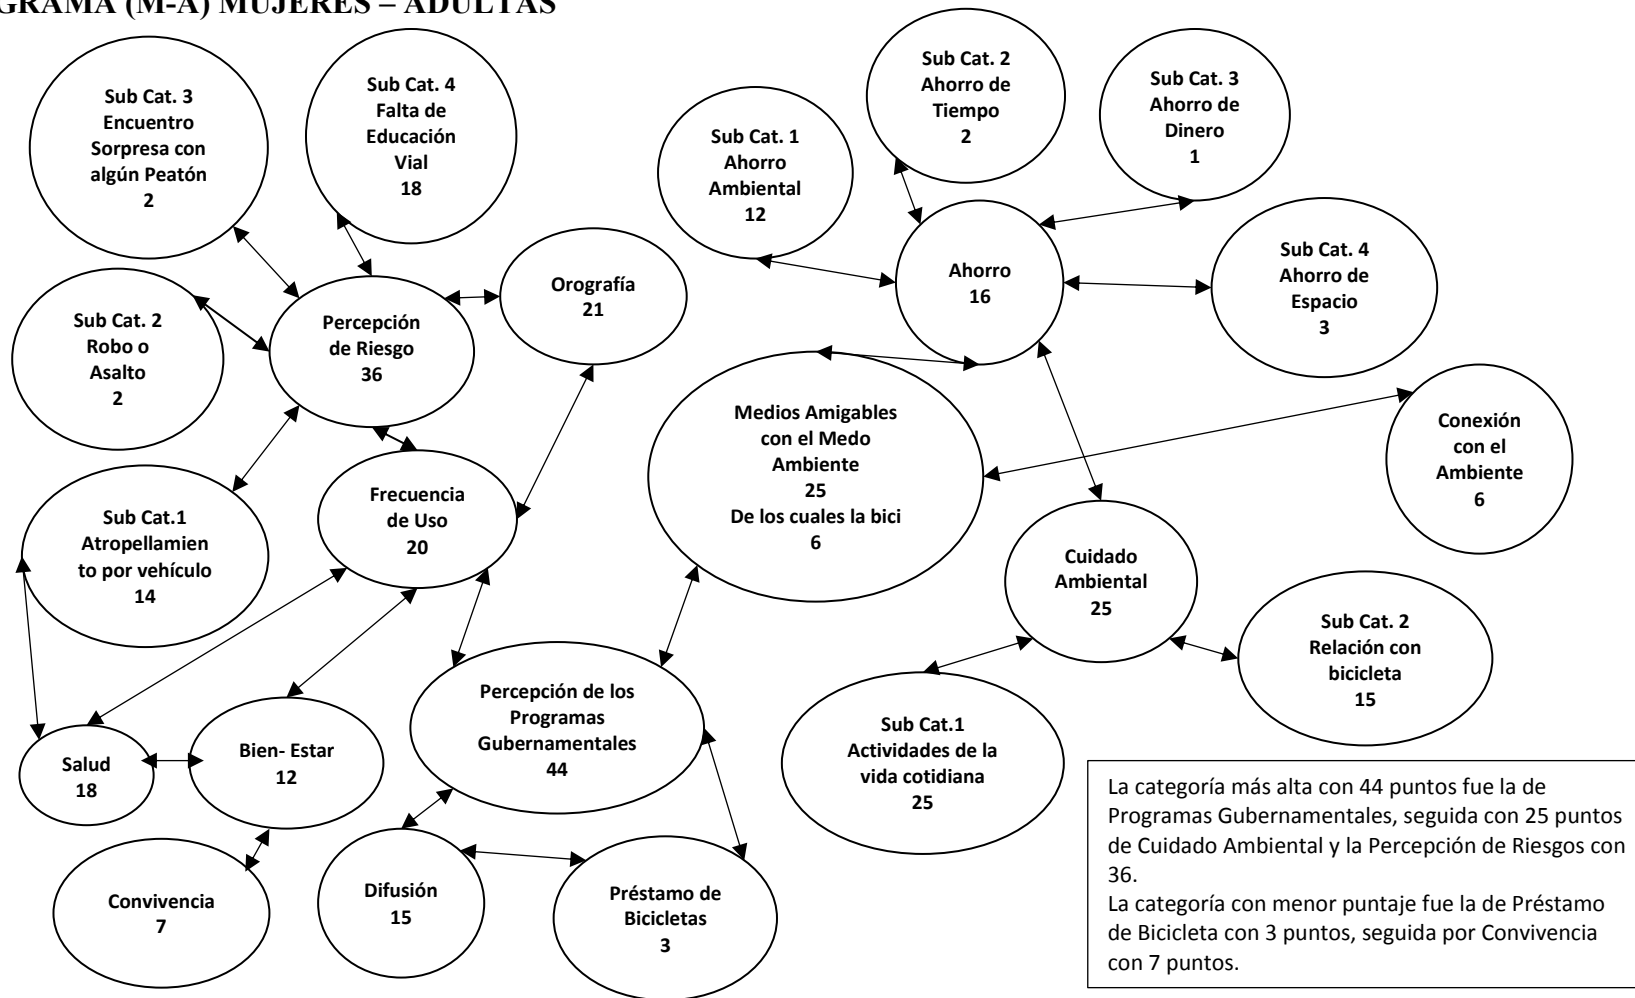 GRAMA (M-A) MUJERES – ADULTAS
Sub Cat. 3
Encuentro
Sorpresa con
algún Peatón
2
Sub Cat. 4
Falta de
Educación
Vial
18
Sub Cat. 1
Ahorro
Ambiental
12
Sub Cat. 2
Ahorro de
Tiempo
2
Sub Cat. 3
Ahorro de
Dinero
1
Sub Cat. 2
Robo o
Asalto
2
Percepción
de Riesgo
36
Orografía
21
Ahorro
16
Sub Cat. 4
Ahorro de
Espacio
3
Sub Cat.1
Atropellamien
to por vehículo
14
Frecuencia
de Uso
20
Medios Amigables
con el Medo
Ambiente
25
De los cuales la bici
6
Conexión
con el
Ambiente
6
Cuidado
Ambiental
25
Sub Cat. 2
Relación con
bicicleta
15
Salud
18
Bien- Estar
12
Percepción de los
Programas
Gubernamentales
44
Sub Cat.1
Actividades de la
vida cotidiana
25
Convivencia
7
Difusión
15
Préstamo de
Bicicletas
3
La categoría más alta con 44 puntos fue la de
Programas Gubernamentales, seguida con 25 puntos
de Cuidado Ambiental y la Percepción de Riesgos con
36.
La categoría con menor puntaje fue la de Préstamo
de Bicicleta con 3 puntos, seguida por Convivencia
con 7 puntos.